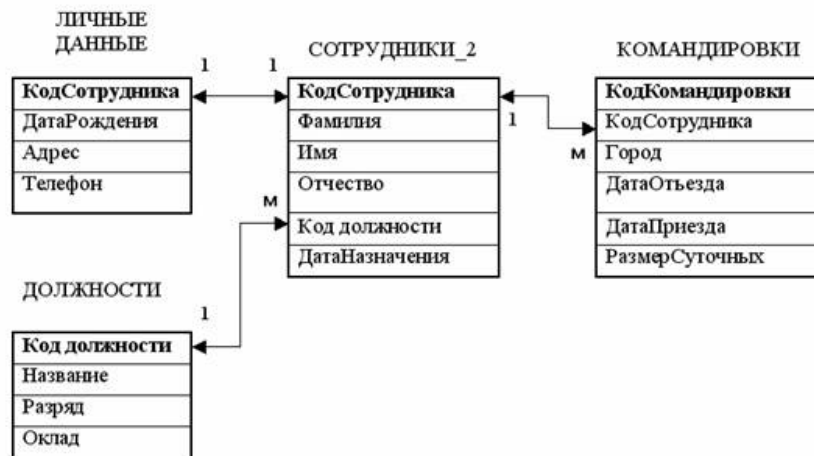 ЛИЧНЫЕ
ДАННЫЕ
1
КодСотрудника
ДатаРождения
Адрес
Телефон
СОТРУДНИКИ_2
1
КодСотрудника
1
Фамилия
Имя
Отчество
м
Код должности
ДатаНазначения
КОМАНДИРОВКИ
КодКомандировки
КодСотрудника
м
Город
ДатаОтьезда
ДатаПриезда
РазмерСуточных
ДОЛЖНОСТИ
1
Код должности
Название
Разряд
Оклад